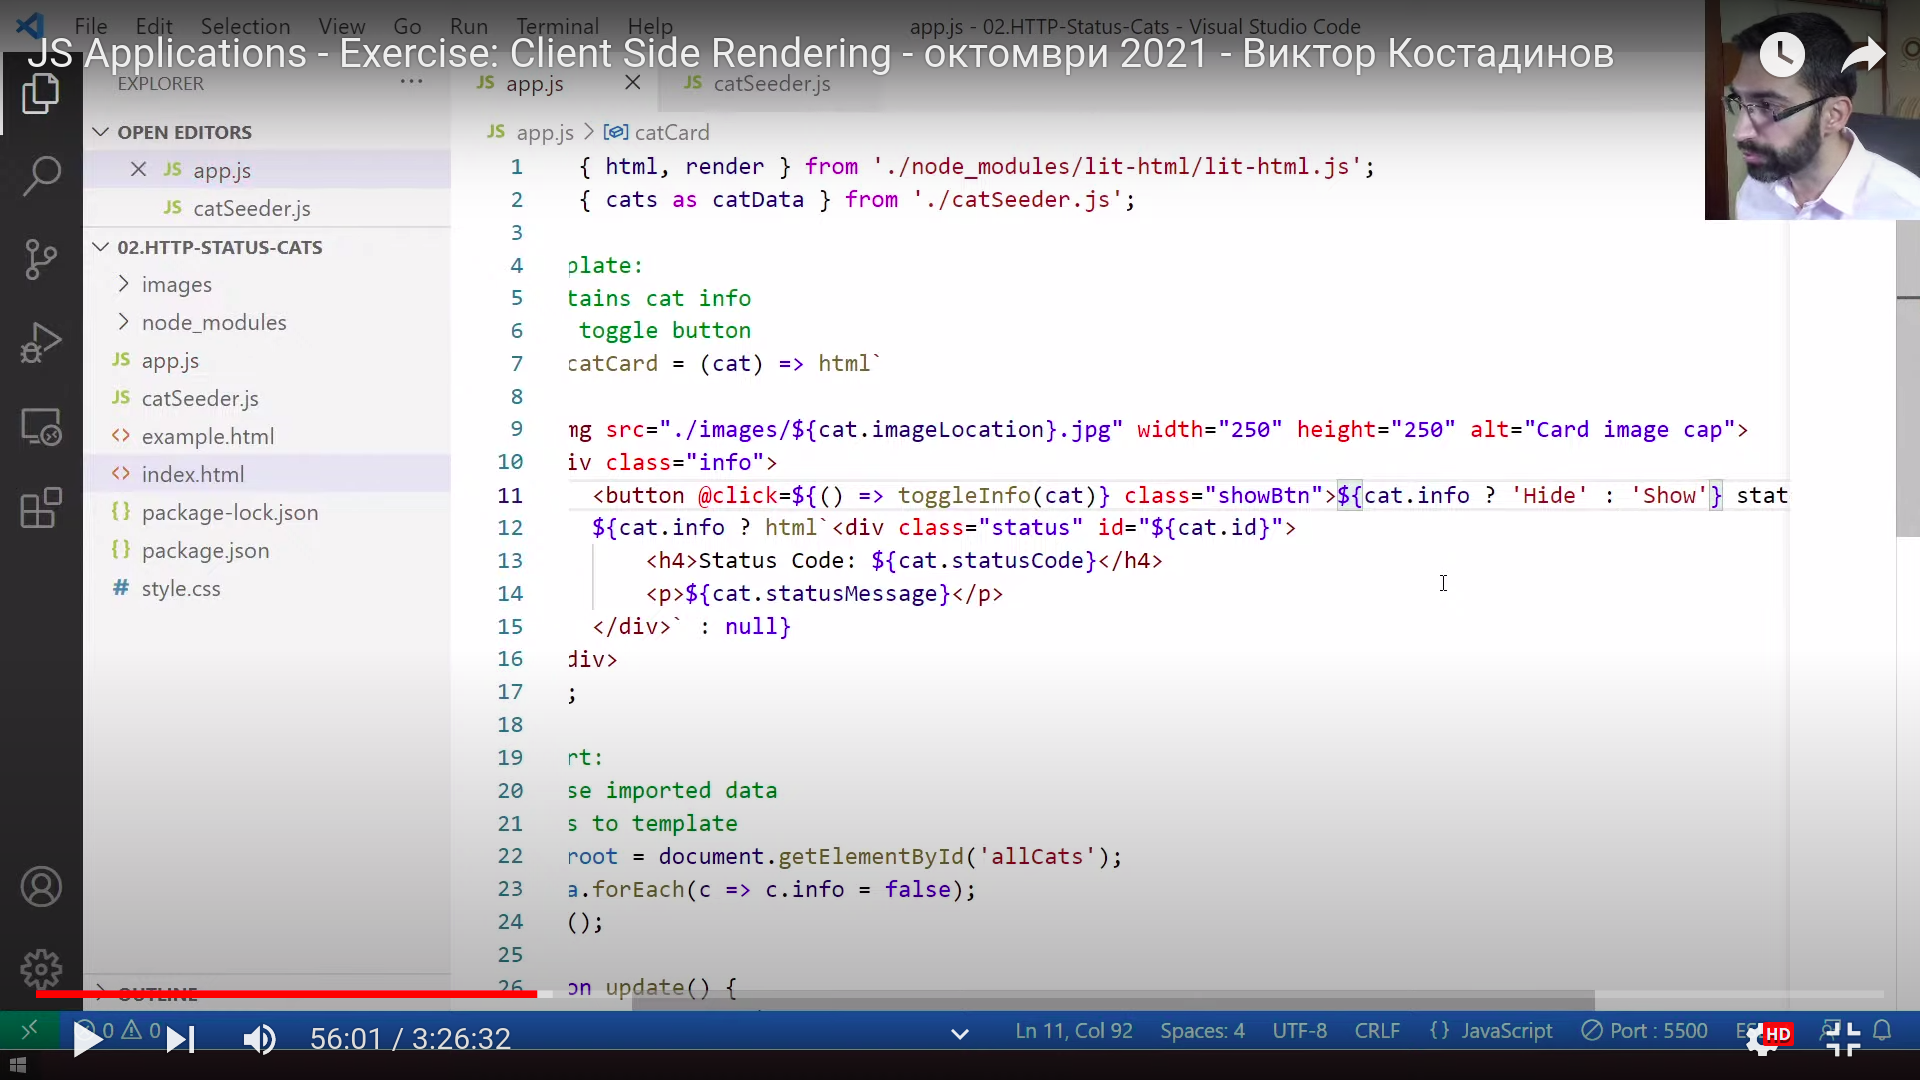 File Edit Selection View Go Run Terminal Help
app.js - 02.HTTP-Status-Cats - Visual Studio Code
JS Applications - Exercise: Client Side Rendering - октомври 2021 - Виктор Костадинов
EXPLORER ···
JS app.js
JS catSeeder.js
OPEN EDITORS
JS app.js
JS catSeeder.js
02.HTTP-STATUS-CATS
images
node_modules
JS app.js
JS catSeeder.js
<> example.html
<> index.html
{} package-lock.json
{} package.json
# style.css
OUTLINE
JS app.js > catCard
1 { html, render } from './node_modules/lit-html/lit-html.js';
2 { cats as catData } from './catSeeder.js';
3
4 plate:
5 tains cat info
6 toggle button
7 catCard = (cat) => html`
8
9 mg src="./images/${cat.imageLocation}.jpg" width="250" height="250" alt="Card image cap">
10 iv class="info">
11 <button @click=${() => toggleInfo(cat)} class="showBtn">${cat.info ? 'Hide' : 'Show'} stat
12 ${cat.info ? html`<div class="status" id="${cat.id}">
13 <h4>Status Code: ${cat.statusCode}</h4>
14 <p>${cat.statusMessage}</p>
15 </div>` : null}
16 div>
17 ;
18
19 rt:
20 se imported data
21 s to template
22 root = document.getElementById('allCats');
23 a.forEach(c => c.info = false);
24 ();
25
26 on update() {
0 0
56:01 / 3:26:32
Ln 11, Col 92 Spaces: 4 UTF-8 CRLF {} JavaScript Port : 5500
HD